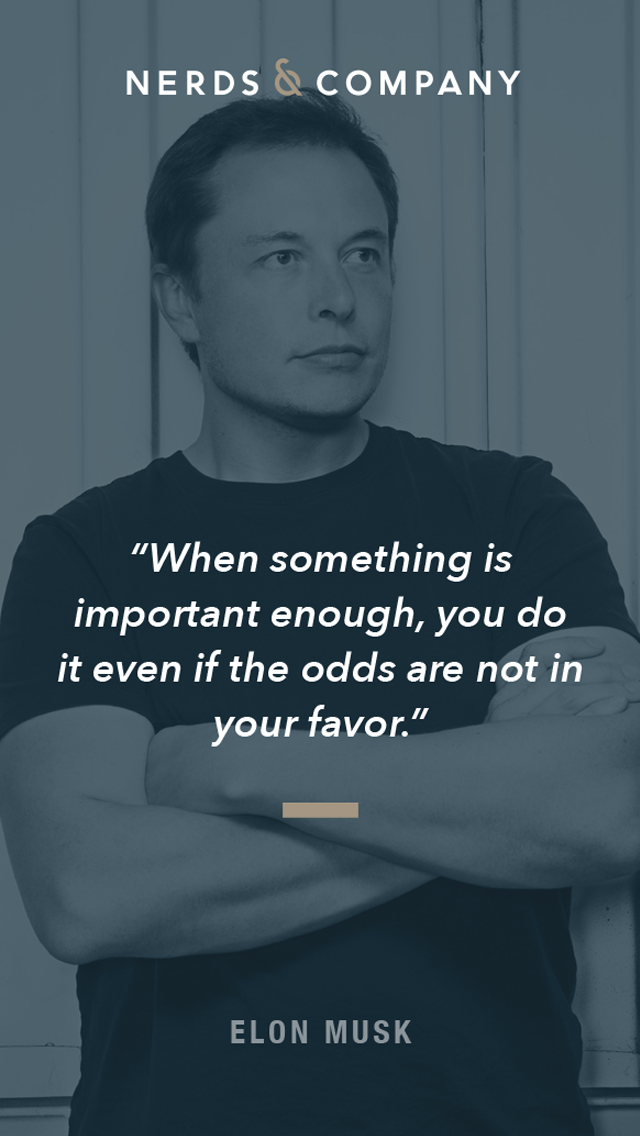 NERDS & COMPANY
“When something is
important enough, you do
it even if the odds are not in
your favor.”
ELON MUSK